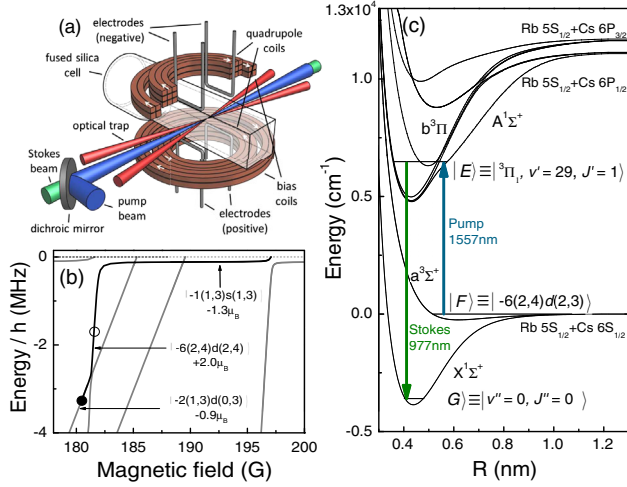 (a)
electrodes
(negative)
quadrupole
coils
fused silica
cell
optical trap
Stokes
beam
pump
beam
dichroic mirror
electrodes
(positive)
bias
coils
(b)
Energy / h (MHz)
0
-2
-4
|-1(1,3)s(1,3)
-1.3μB
|-6(2,4)d(2,4)
+2.0μB
|-2(1,3)d(0,3)
-0.9μB
180
185
190
195
200
Magnetic field (G)
(c)
Energy (cm⁻¹)
1.3x10⁴
1.0
0.5
0.0
-0.5
Rb 5S1/2+Cs 6P3/2
Rb 5S1/2+Cs 6P1/2
b³Π
A¹Σ⁺
|E⟩≡|³Π₁, v'= 29, J'= 1⟩
Pump
1557nm
a³Σ⁺
|F⟩≡|-6(2,4)d(2,3)⟩
Rb 5S1/2+Cs 6S1/2
Stokes
977nm
X¹Σ⁺
G⟩≡|v''= 0, J''= 0⟩
0.4
0.6
0.8
1.0
1.2
R (nm)